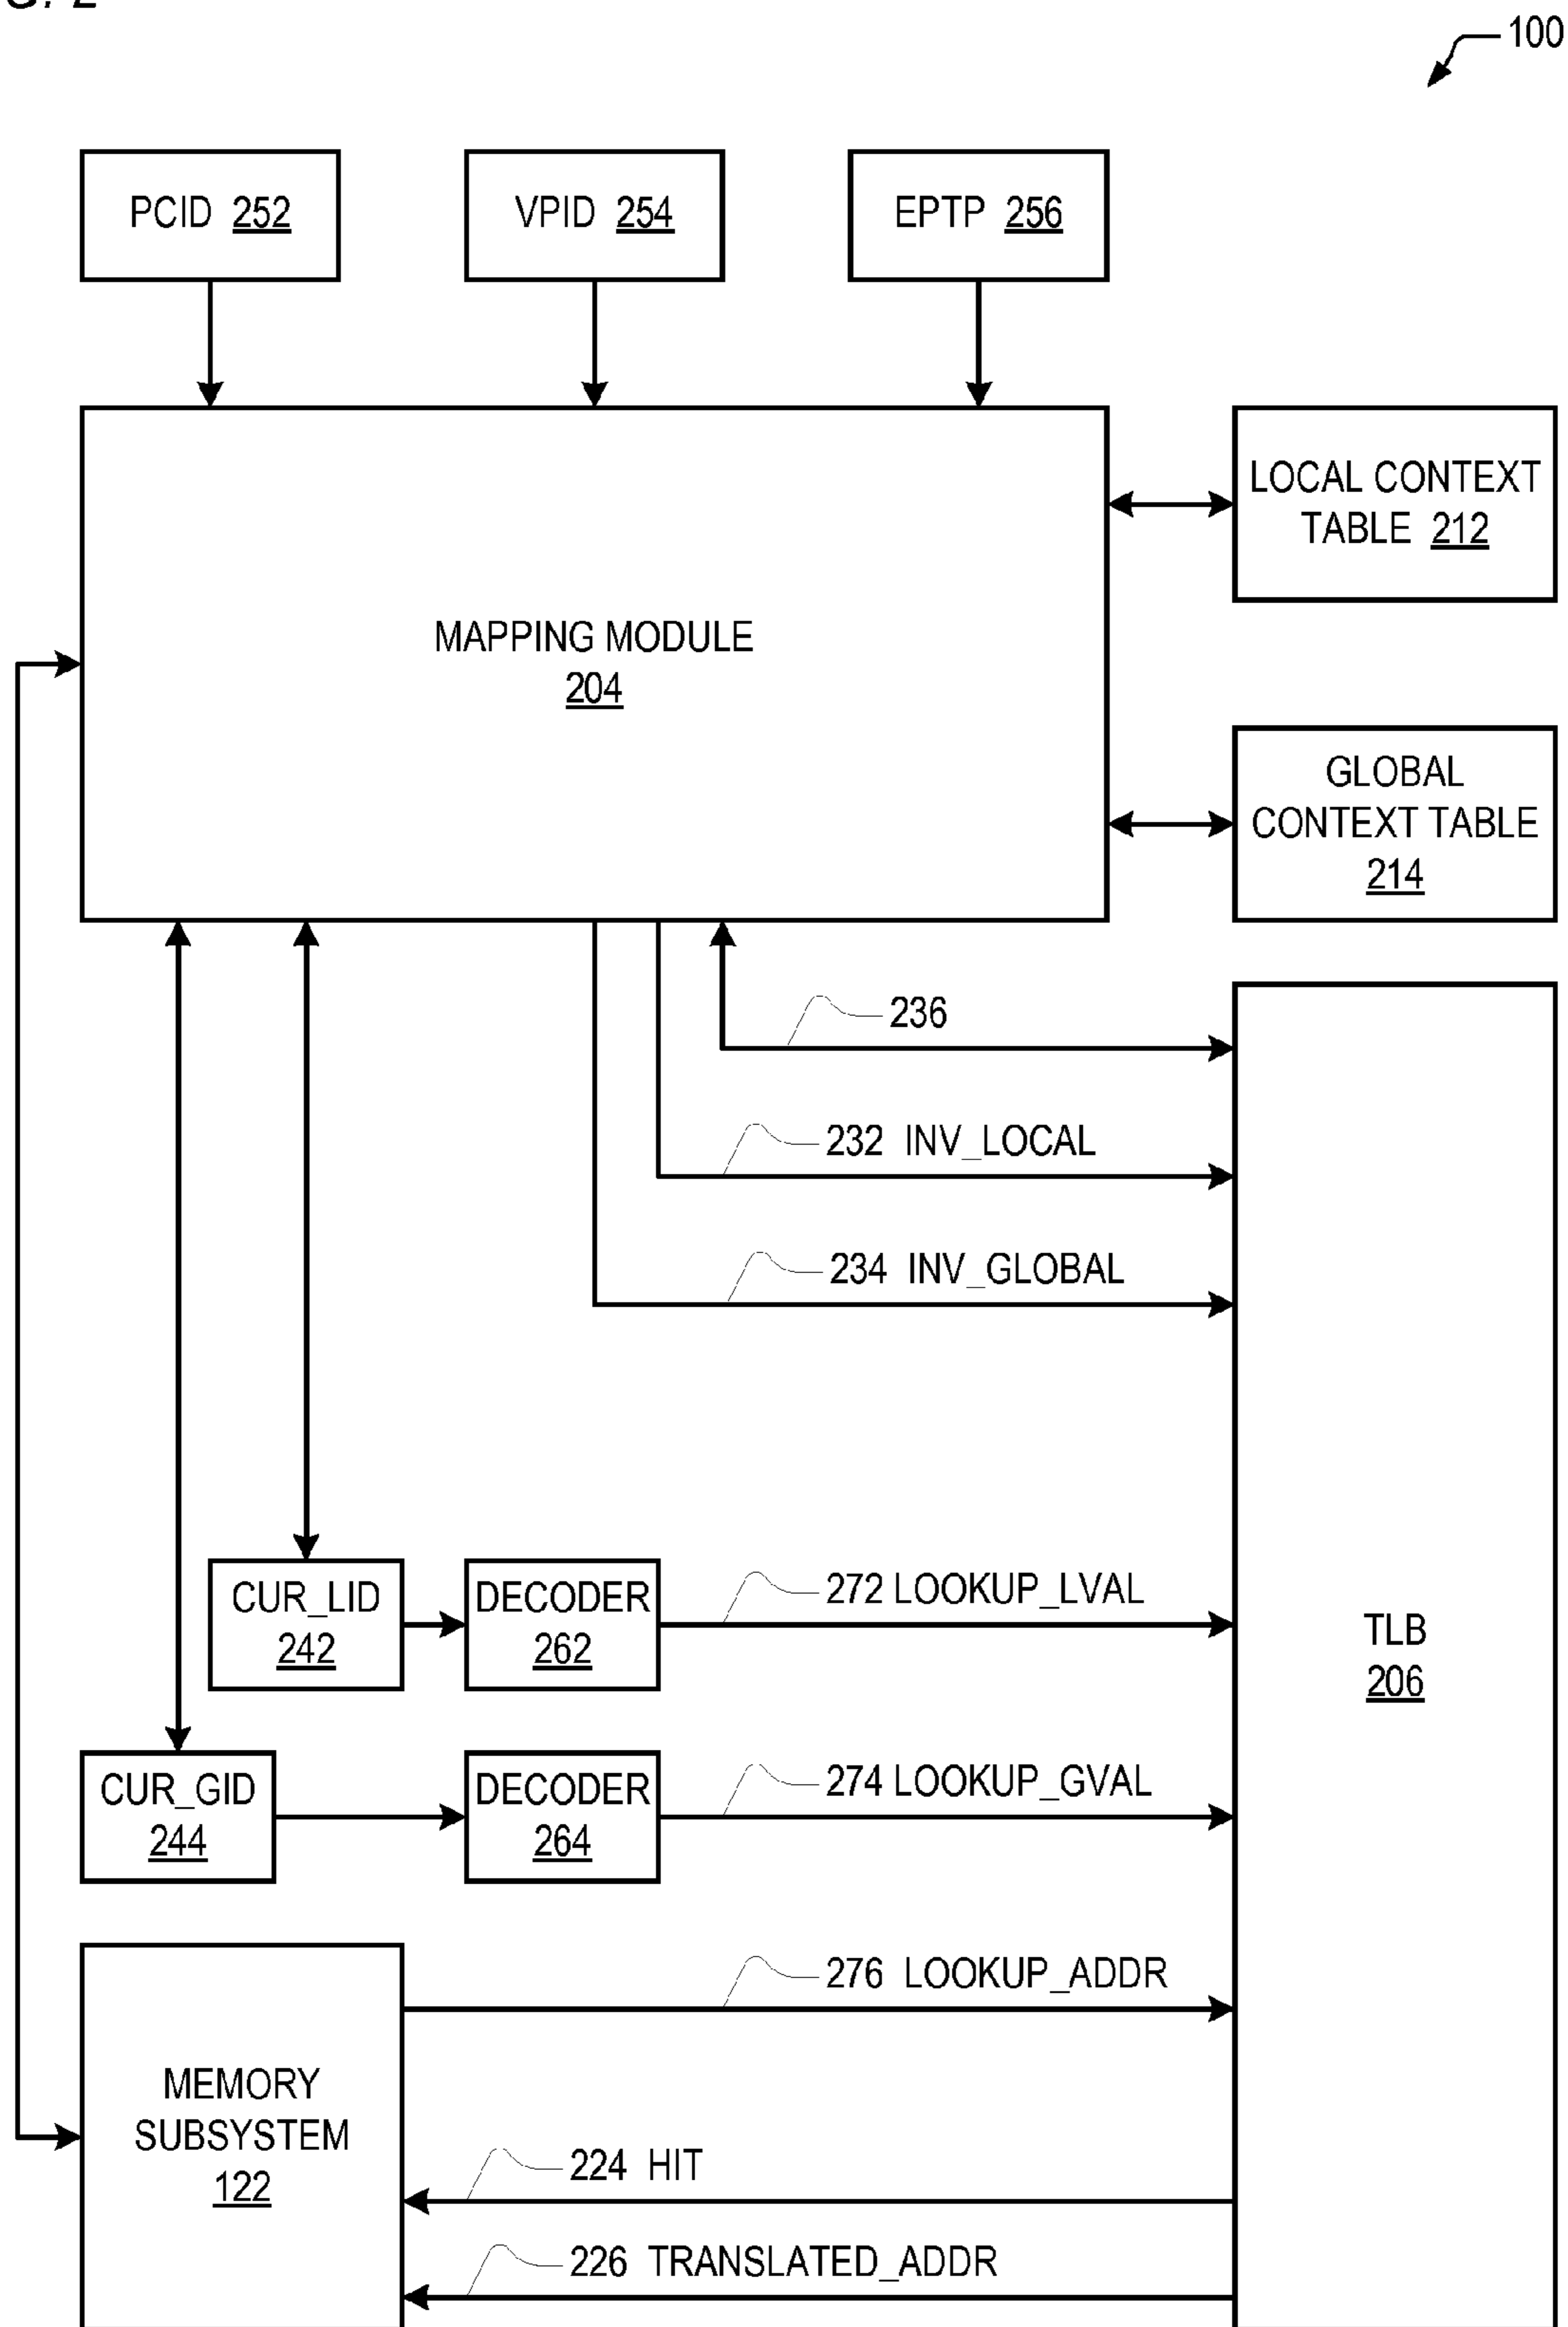 100
PCID 252
VPID 254
EPTP 256
LOCAL CONTEXT
TABLE 212
MAPPING MODULE
204
GLOBAL
CONTEXT TABLE
214
236
232 INV_LOCAL
234 INV_GLOBAL
CUR_LID
242
DECODER
262
272 LOOKUP_LVAL
TLB
206
CUR_GID
244
DECODER
264
274 LOOKUP_GVAL
276 LOOKUP_ADDR
MEMORY
SUBSYSTEM
122
224 HIT
226 TRANSLATED_ADDR